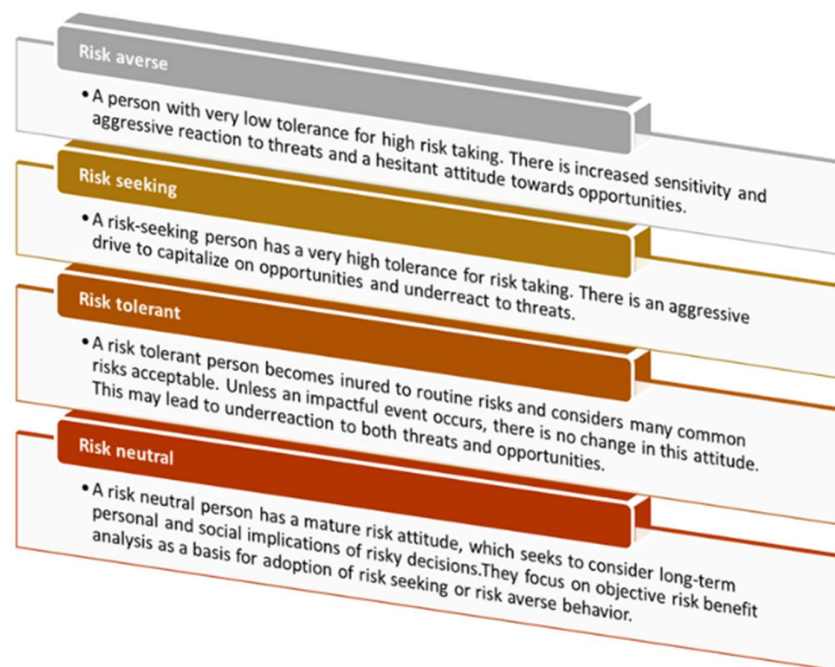 Risk averse
• A person with very low tolerance for high risk taking. There is increased sensitivity and
aggressive reaction to threats and a hesitant attitude towards opportunities.
Risk seeking
• A risk-seeking person has a very high tolerance for risk taking. There is an aggressive
drive to capitalize on opportunities and underreact to threats.
Risk tolerant
• A risk tolerant person becomes inured to routine risks and considers many common
risks acceptable. Unless an impactful event occurs, there is no change in this attitude.
This may lead to underreaction to both threats and opportunities.
Risk neutral
• A risk neutral person has a mature risk attitude, which seeks to consider long-term
personal and social implications of risky decisions.They focus on objective risk benefit
analysis as a basis for adoption of risk seeking or risk averse behavior.